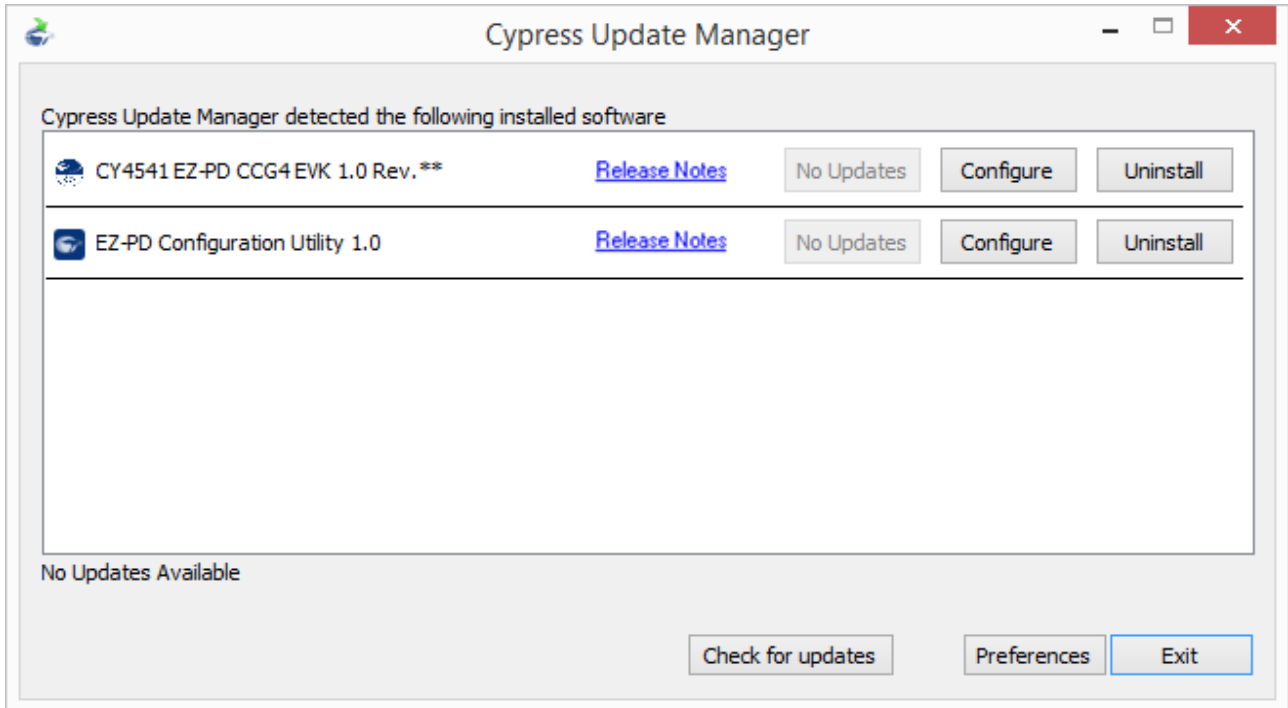 Cypress Update Manager
Cypress Update Manager detected the following installed software
CY4541 EZ-PD CCG4 EVK 1.0 Rev. ** Release Notes No Updates Configure Uninstall
EZ-PD Configuration Utility 1.0 Release Notes No Updates Configure Uninstall
No Updates Available
Check for updates Preferences Exit